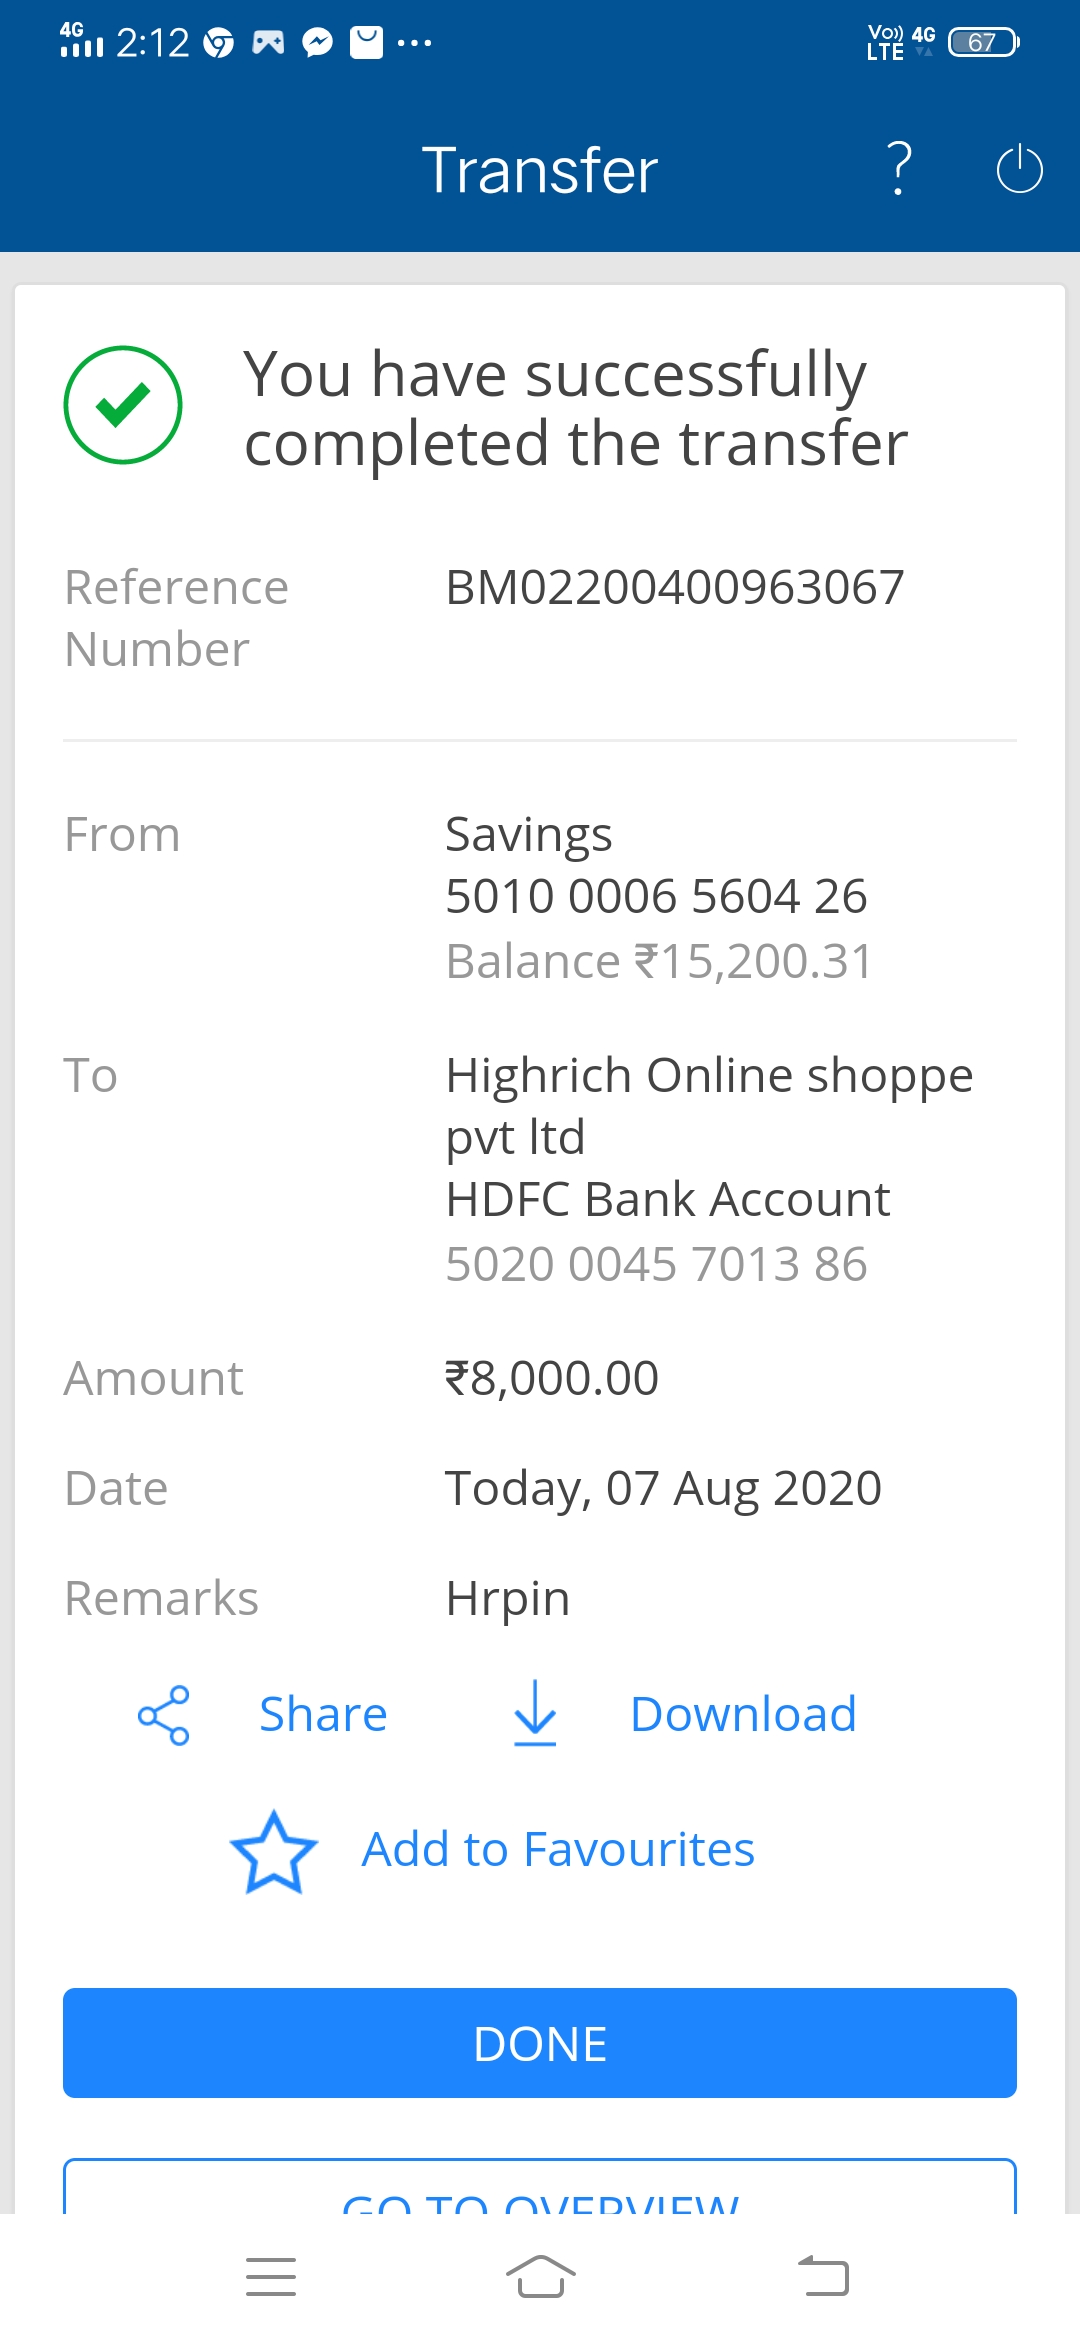 4G 2:12 ... Vo)) LTE 4G 67
Transfer ?
You have successfully
completed the transfer
Reference BM02200400963067
Number
From Savings
5010 0006 5604 26
Balance ₹15,200.31
To Highrich Online shoppe
pvt ltd
HDFC Bank Account
5020 0045 7013 86
Amount ₹8,000.00
Date Today, 07 Aug 2020
Remarks Hrpin
Share Download
Add to Favourites
DONE
GO TO OVERVIEW